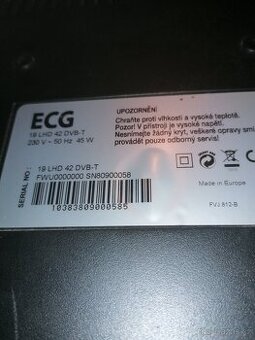 ECG
19 LHD 42 DVB-T
230 V ~ 50 Hz 45 W
UPOZORNĚNÍ:
Chraňte proti vlhkosti a vysoké teplotě.
Pozor! V přístroji je vysoké napětí.
Nesnímejte žádný kryt, veškeré opravy smí
provádět pouze odborný servis.
SERIAL NO.:
19 LHD 42 DVB-T
FWU0000000 SN80900058
10383809000585
Made in Europe
FVJ 812-B